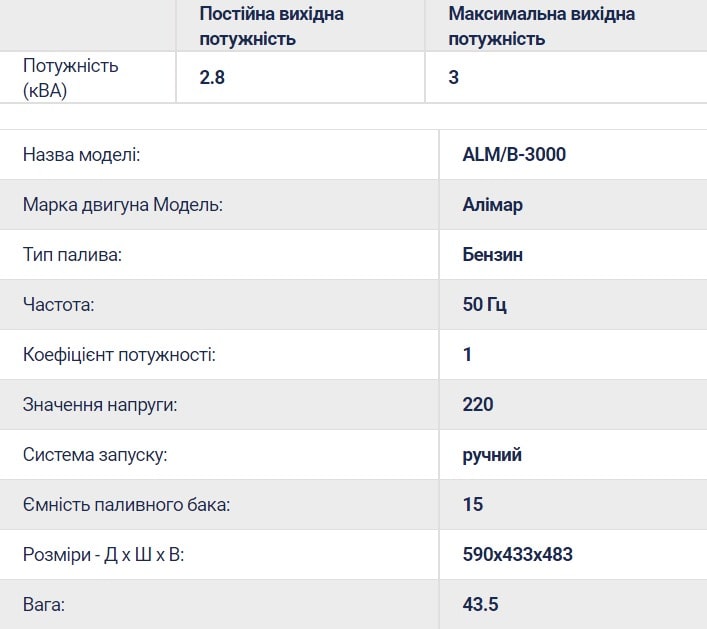 Постійна вихідна потужність
Максимальна вихідна потужність
Потужність (кВА)
2.8
3
Назва моделі:
ALM/B-3000
Марка двигуна Модель:
Алімар
Тип палива:
Бензин
Частота:
50 Гц
Коефіцієнт потужності:
1
Значення напруги:
220
Система запуску:
ручний
Ємність паливного бака:
15
Розміри - Д х Ш х В:
590x433x483
Вага:
43.5